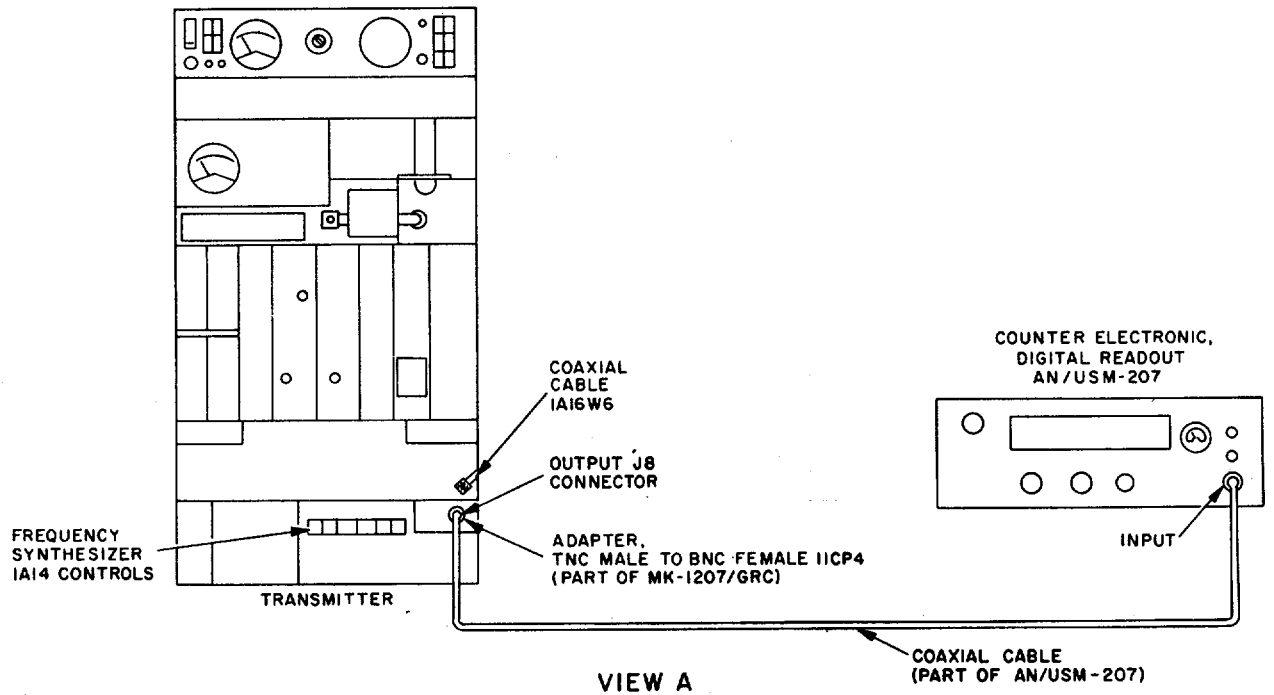 COUNTER ELECTRONIC,
DIGITAL READOUT
AN/USM-207
COAXIAL
CABLE
1A16W6
OUTPUT J8
CONNECTOR
FREQUENCY
SYNTHESIZER
1A14 CONTROLS
ADAPTER,
TNC MALE TO BNC FEMALE 11CP4
(PART OF MK-1207/GRC)
INPUT
TRANSMITTER
COAXIAL CABLE
(PART OF AN/USM-207)
VIEW A